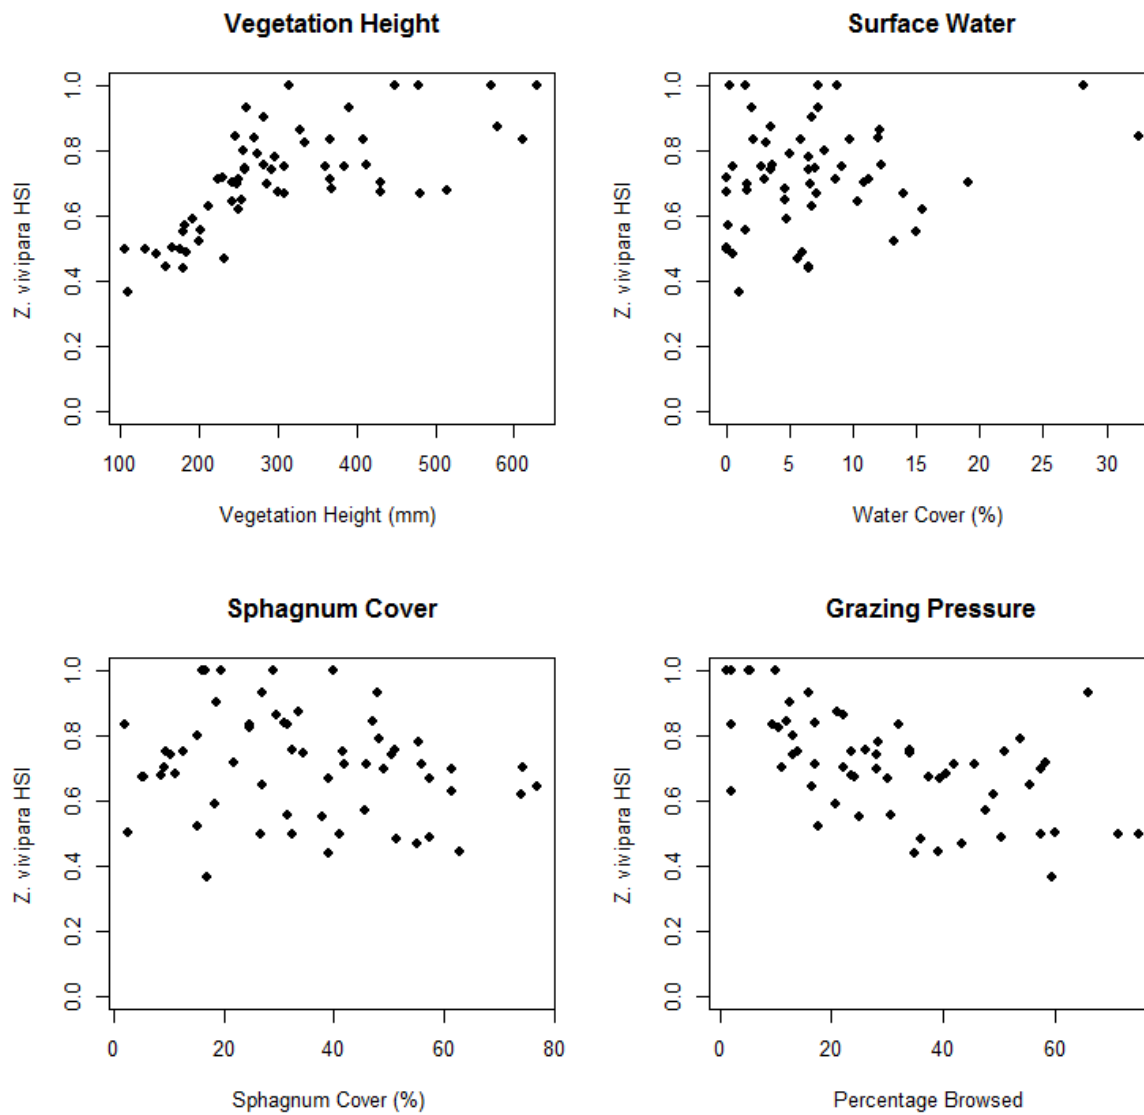 Vegetation Height
Surface Water
Z. vivipara HSI
0.0 0.2 0.4 0.6 0.8 1.0
100 200 300 400 500 600
Vegetation Height (mm)
Z. vivipara HSI
0.0 0.2 0.4 0.6 0.8 1.0
0 5 10 15 20 25 30
Water Cover (%)
Sphagnum Cover
Grazing Pressure
Z. vivipara HSI
0.0 0.2 0.4 0.6 0.8 1.0
0 20 40 60 80
Sphagnum Cover (%)
Z. vivipara HSI
0.0 0.2 0.4 0.6 0.8 1.0
0 20 40 60
Percentage Browsed